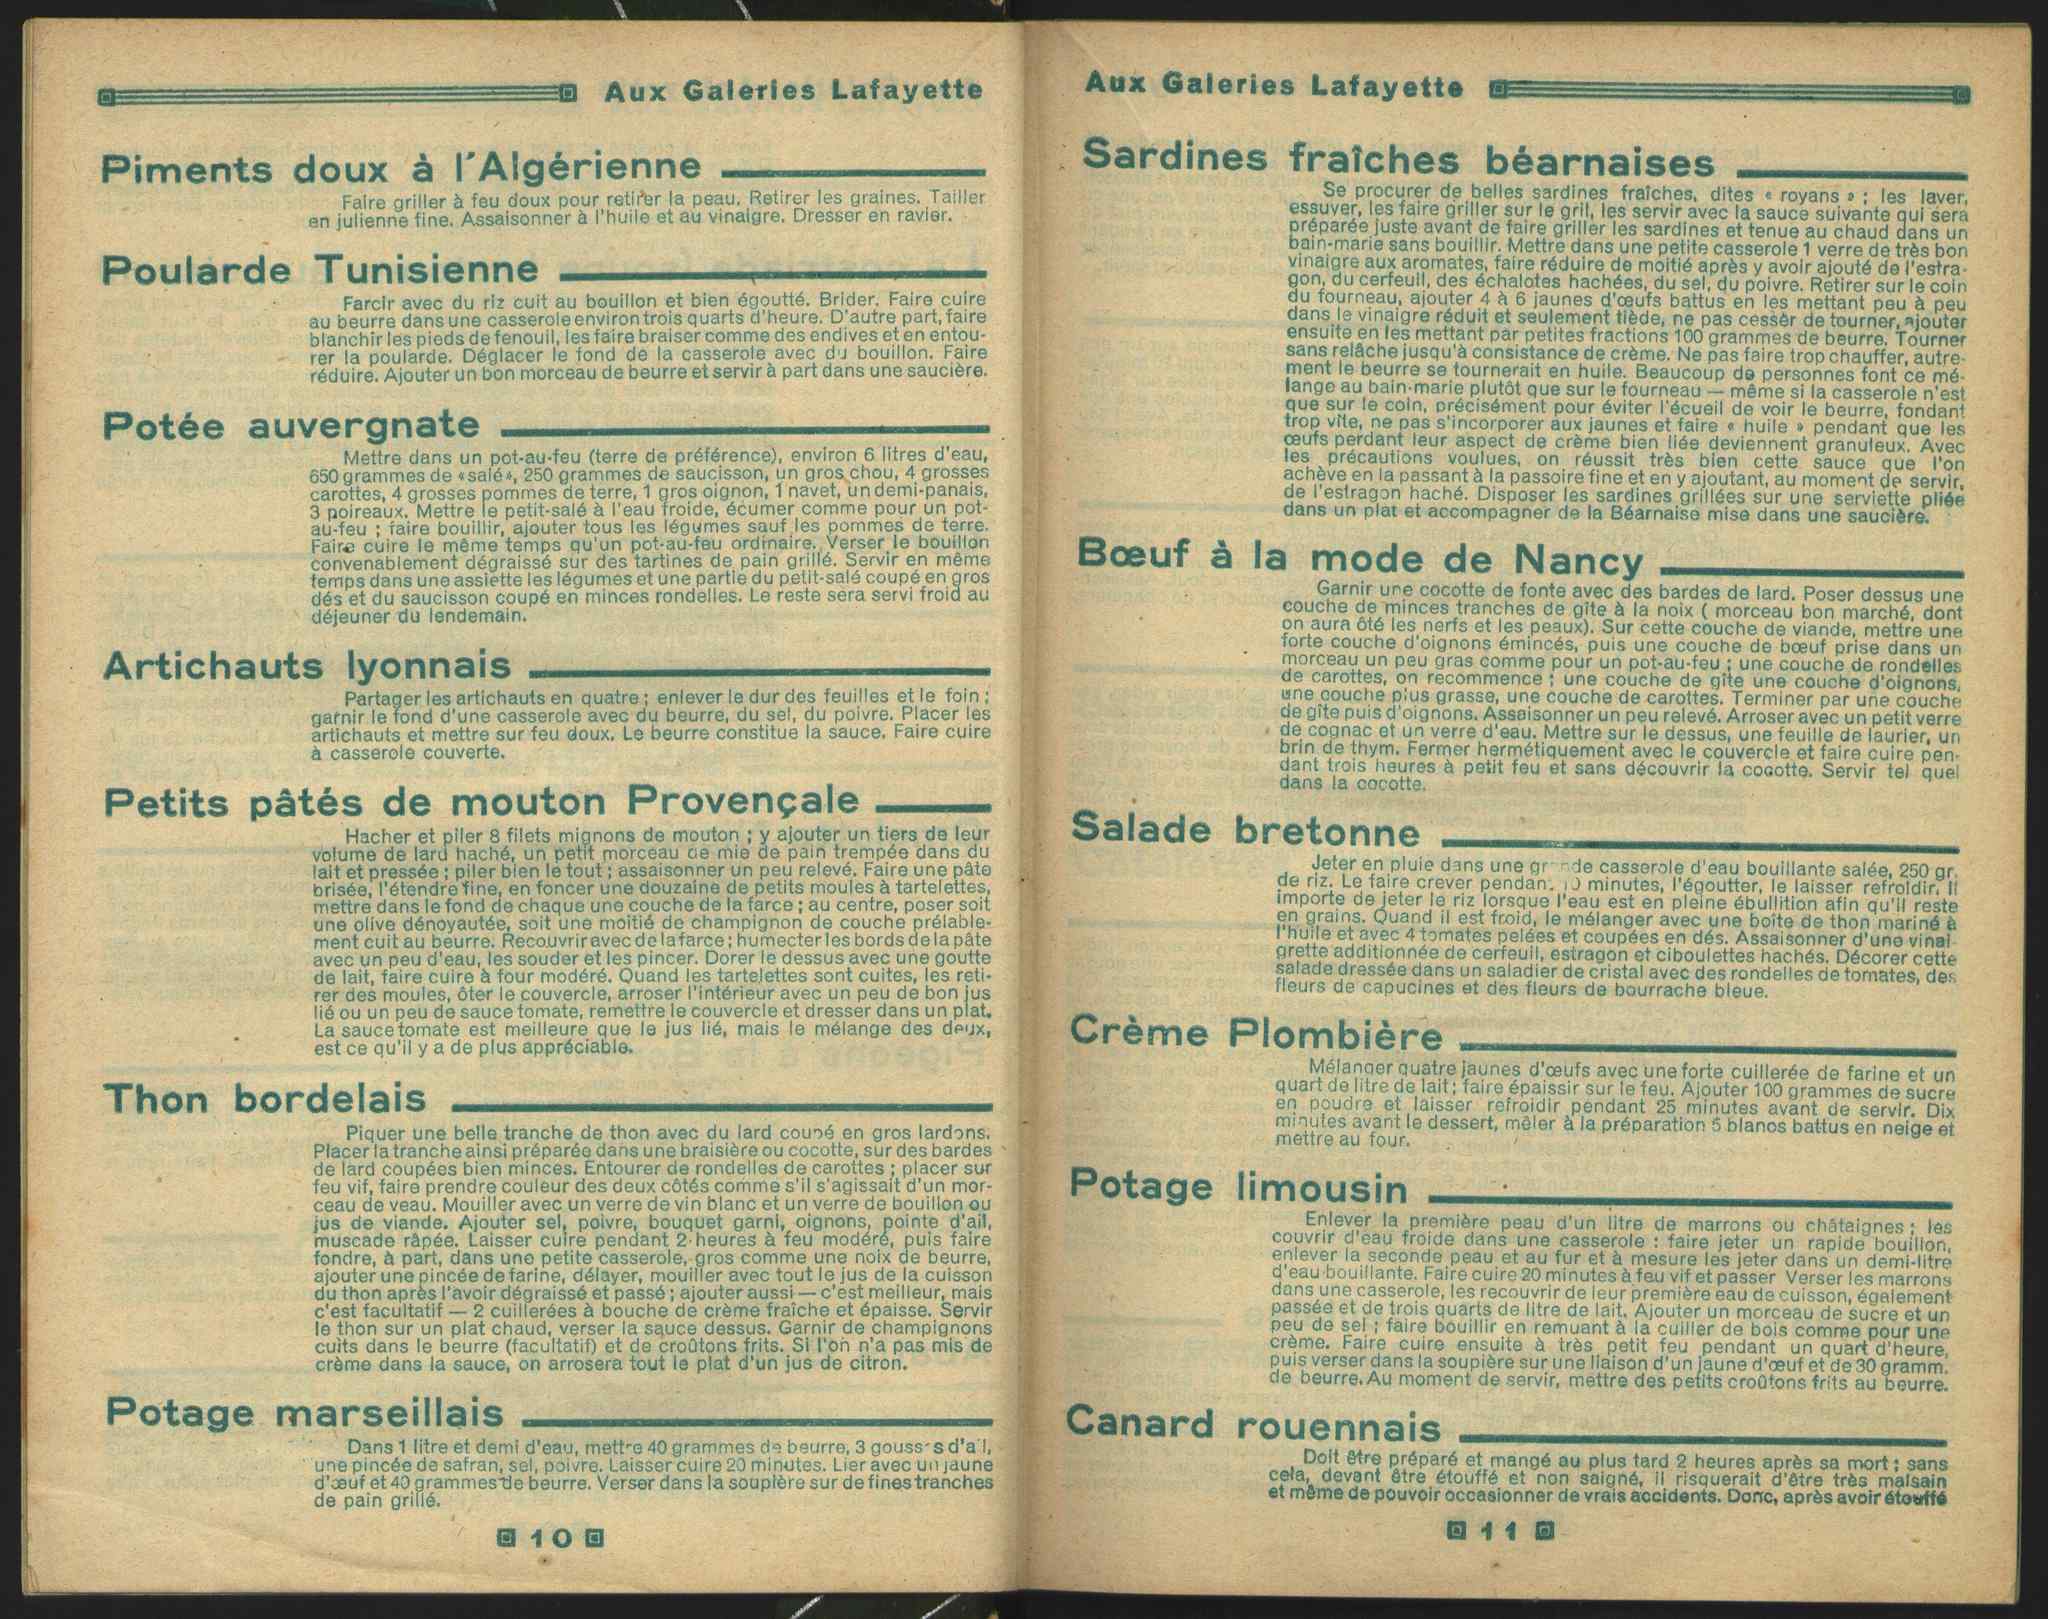 Aux Galeries Lafayette
Piments doux à l'Algérienne
Faire griller à feu doux pour retirer la peau. Retirer les graines. Tailler
en julienne fine. Assaisonner à l'huile et au vinaigre. Dresser en ravier.
Poularde Tunisienne
Farcir avec du riz cuit au bouillon et bien égoutté. Brider. Faire cuire
au beurre dans une casserole environ trois quarts d'heure. D'autre part, faire
blanchir les pieds de fenouil, les faire braiser comme des endives et en entou-
rer la poularde. Déglacer le fond de la casserole avec du bouillon. Faire
réduire. Ajouter un bon morceau de beurre et servir à part dans une saucière.
Potée auvergnate
Mettre dans un pot-au-feu (terre de préférence), environ 6 litres d'eau,
650 grammes de «salé», 250 grammes de saucisson, un gros chou, 4 grosses
carottes, 4 grosses pommes de terre, 1 gros oignon, 1 navet, un demi-panais,
3 poireaux. Mettre le petit-salé à l'eau froide, écumer comme pour un pot-
au-feu ; faire bouillir, ajouter tous les légumes sauf les pommes de terre.
Faire cuire le même temps qu'un pot-au-feu ordinaire. Verser le bouillon
convenablement dégraissé sur des tartines de pain grillé. Servir en même
temps dans une assiette les légumes et une partie du petit-salé coupé en gros
dés et du saucisson coupé en minces rondelles. Le reste sera servi froid au
déjeuner du lendemain.
Artichauts lyonnais
Partager les artichauts en quatre ; enlever le dur des feuilles et le foin ;
garnir le fond d'une casserole avec du beurre, du sel, du poivre. Placer les
artichauts et mettre sur feu doux. Le beurre constitue la sauce. Faire cuire
à casserole couverte.
Petits pâtés de mouton Provençale
Hacher et piler 8 filets mignons de mouton ; y ajouter un tiers de leur
volume de lard haché, un petit morceau de mie de pain trempée dans du
lait et pressée ; piler bien le tout ; assaisonner un peu relevé. Faire une pâte
brisée, l'étendre fine, en foncer une douzaine de petits moules à tartelettes,
mettre dans le fond de chaque une couche de la farce ; au centre, poser soit
une olive dénoyautée, soit une moitié de champignon de couche prélable-
ment cuit au beurre. Recouvrir avec de la farce ; humecter les bords de la pâte
avec un peu d'eau, les souder et les pincer. Dorer le dessus avec une goutte
de lait, faire cuire à four modéré. Quand les tartelettes sont cuites, les reti-
rer des moules, ôter le couvercle, arroser l'intérieur avec un peu de bon jus
lié ou un peu de sauce tomate, remettre le couvercle et dresser dans un plat.
La sauce tomate est meilleure que le jus lié, mais le mélange des deux,
est ce qu'il y a de plus appréciable.
Thon bordelais
Piquer une belle tranche de thon avec du lard coupé en gros lardons.
Placer la tranche ainsi préparée dans une braisière ou cocotte, sur des bardes
de lard coupées bien minces. Entourer de rondelles de carottes ; placer sur
feu vif, faire prendre couleur des deux côtés comme s'il s'agissait d'un mor-
ceau de veau. Mouiller avec un verre de vin blanc et un verre de bouillon ou
jus de viande. Ajouter sel, poivre, bouquet garni, oignons, pointe d'ail,
muscade râpée. Laisser cuire pendant 2 heures à feu modéré, puis faire
fondre, à part, dans une petite casserole, gros comme une noix de beurre,
ajouter une pincée de farine, délayer, mouiller avec tout le jus de la cuisson
du thon après l'avoir dégraissé et passé ; ajouter aussi — c'est meilleur, mais
c'est facultatif — 2 cuillerées à bouche de crème fraîche et épaisse. Servir
le thon sur un plat chaud, verser la sauce dessus. Garnir de champignons
cuits dans le beurre (facultatif) et de croûtons frits. Si l'on n'a pas mis de
crème dans la sauce, on arrosera tout le plat d'un jus de citron.
Potage marseillais
Dans 1 litre et demi d'eau, mettre 40 grammes de beurre, 3 gousses d'ail,
une pincée de safran, sel, poivre. Laisser cuire 20 minutes. Lier avec un jaune
d'œuf et 40 grammes de beurre. Verser dans la soupière sur de fines tranches
de pain grillé.
10
Aux Galeries Lafayette
Sardines fraîches béarnaises
Se procurer de belles sardines fraîches, dites « royans » ; les laver,
essuyer, les faire griller sur le gril, les servir avec la sauce suivante qui sera
préparée juste avant de faire griller les sardines et tenue au chaud dans un
bain-marie sans bouillir. Mettre dans une petite casserole 1 verre de très bon
vinaigre aux aromates, faire réduire de moitié après y avoir ajouté de l'estra-
gon, du cerfeuil, des échalotes hachées, du sel, du poivre. Retirer sur le coin
du fourneau, ajouter 4 à 6 jaunes d'œufs battus en les mettant peu à peu
dans le vinaigre réduit et seulement tiède, ne pas cesser de tourner, ajouter
ensuite en les mettant par petites fractions 100 grammes de beurre. Tourner
sans relâche jusqu'à consistance de crème. Ne pas faire trop chauffer, autre-
ment le beurre se tournerait en huile. Beaucoup de personnes font ce mé-
lange au bain-marie plutôt que sur le fourneau — même si la casserole n'est
que sur le coin, précisément pour éviter l'écueil de voir le beurre, fondant
trop vite, ne pas s'incorporer aux jaunes et faire « huile » pendant que les
œufs perdant leur aspect de crème bien liée deviennent granuleux. Avec
les précautions voulues, on réussit très bien cette sauce que l'on
achève en la passant à la passoire fine et en y ajoutant, au moment de servir,
de l'estragon haché. Disposer les sardines grillées sur une serviette pliée
dans un plat et accompagner de la Béarnaise mise dans une saucière.
Bœuf à la mode de Nancy
Garnir une cocotte de fonte avec des bardes de lard. Poser dessus une
couche de minces tranches de gîte à la noix ( morceau bon marché, dont
on aura ôté les nerfs et les peaux). Sur cette couche de viande, mettre une
forte couche d'oignons émincés, puis une couche de bœuf prise dans un
morceau un peu gras comme pour un pot-au-feu ; une couche de rondelles
de carottes, on recommence ; une couche de gîte une couche d'oignons,
une couche plus grasse, une couche de carottes. Terminer par une couche
de gîte puis d'oignons. Assaisonner un peu relevé. Arroser avec un petit verre
de cognac et un verre d'eau. Mettre sur le dessus, une feuille de laurier, un
brin de thym. Fermer hermétiquement avec le couvercle et faire cuire pen-
dant trois heures à petit feu et sans découvrir la cocotte. Servir tel quel
dans la cocotte.
Salade bretonne
Jeter en pluie dans une grande casserole d'eau bouillante salée, 250 gr.
de riz. Le faire crever pendant minutes, l'égoutter, le laisser refroidir. Il
importe de jeter le riz lorsque l'eau est en pleine ébullition afin qu'il reste
en grains. Quand il est froid, le mélanger avec une boîte de thon mariné à
l'huile et avec 4 tomates pelées et coupées en dés. Assaisonner d'une vinai-
grette additionnée de cerfeuil, estragon et ciboulettes hachés. Décorer cette
salade dressée dans un saladier de cristal avec des rondelles de tomates, des
fleurs de capucines et des fleurs de bourrache bleue.
Crème Plombière
Mélanger quatre jaunes d'œufs avec une forte cuillerée de farine et un
quart de litre de lait ; faire épaissir sur le feu. Ajouter 100 grammes de sucre
en poudre et laisser refroidir pendant 25 minutes avant de servir. Dix
minutes avant le dessert, mêler à la préparation 5 blancs battus en neige et
mettre au four.
Potage limousin
Enlever la première peau d'un litre de marrons ou châtaignes ; les
couvrir d'eau froide dans une casserole : faire jeter un rapide bouillon,
enlever la seconde peau et au fur et à mesure les jeter dans un demi-litre
d'eau bouillante. Faire cuire 20 minutes à feu vif et passer Verser les marrons
dans une casserole, les recouvrir de leur première eau de cuisson, également
passée et de trois quarts de litre de lait. Ajouter un morceau de sucre et un
peu de sel ; faire bouillir en remuant à la cuiller de bois comme pour une
crème. Faire cuire ensuite à très petit feu pendant un quart d'heure,
puis verser dans la soupière sur une liaison d'un jaune d'œuf et de 30 gramm.
de beurre. Au moment de servir, mettre des petits croûtons frits au beurre.
Canard rouennais
Doit être préparé et mangé au plus tard 2 heures après sa mort ; sans
cela, devant être étouffé et non saigné, il risquerait d'être très malsain
et même de pouvoir occasionner de vrais accidents. Donc, après avoir étouffé
11